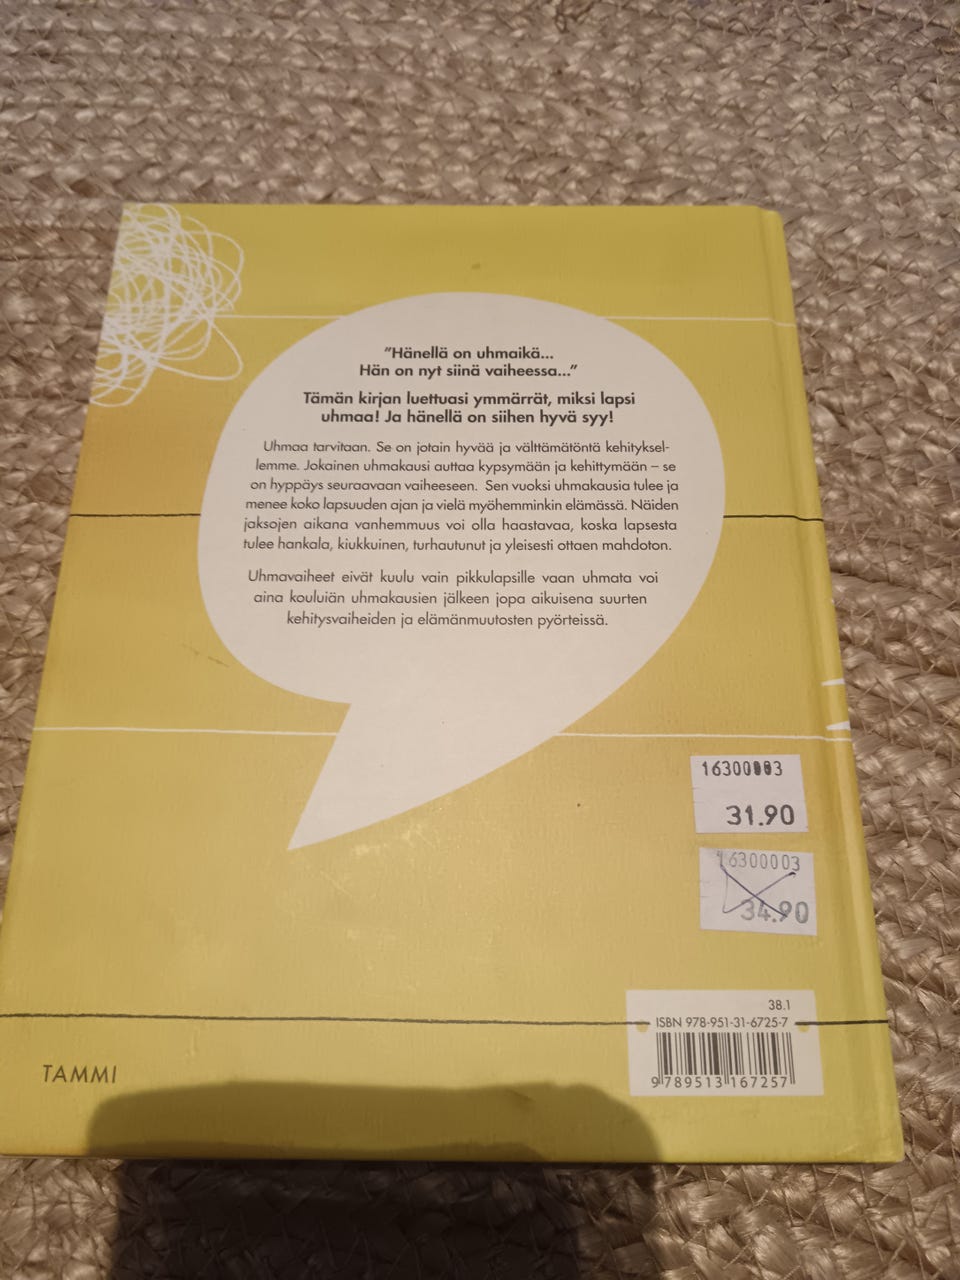 "Hänellä on uhmaikä...
Hän on nyt siinä vaiheessa..."
Tämän kirjan luettuasi ymmärrät, miksi lapsi
uhmaa! Ja hänellä on siihen hyvä syy!
Uhmaa tarvitaan. Se on jotain hyvää ja välttämätöntä kehityksel-
lemme. Jokainen uhmakausi auttaa kypsymään ja kehittymään – se
on hyppäys seuraavaan vaiheeseen. Sen vuoksi uhmakausia tulee ja
menee koko lapsuuden ajan ja vielä myöhemminkin elämässä. Näiden
jaksojen aikana vanhemmuus voi olla haastavaa, koska lapsesta
tulee hankala, kiukkuinen, turhautunut ja yleisesti ottaen mahdoton.
Uhmavaiheet eivät kuulu vain pikkulapsille vaan uhmata voi
aina kouluiän uhmakausien jälkeen jopa aikuisena suurten
kehitysvaiheiden ja elämänmuutosten pyörteissä.
16300003
31.90
16300003
34.90
38.1
ISBN 978-951-31-6725-7
9 789513 167257
TAMMI